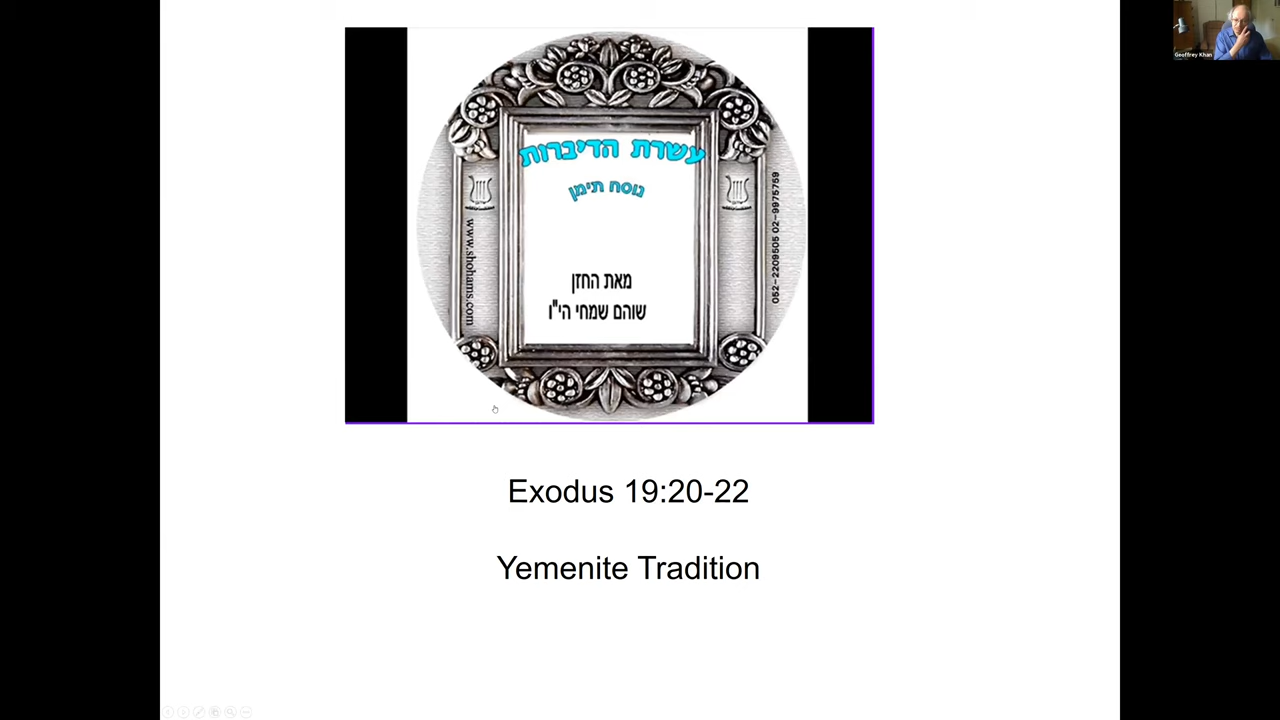 Geoffrey Khan
עשרת הדיברות
נוסח תימן
מאת החזן
שוהם שמחי הי"ו
www.shohams.com
052-2209505 02-9975759
Exodus 19:20-22
Yemenite Tradition